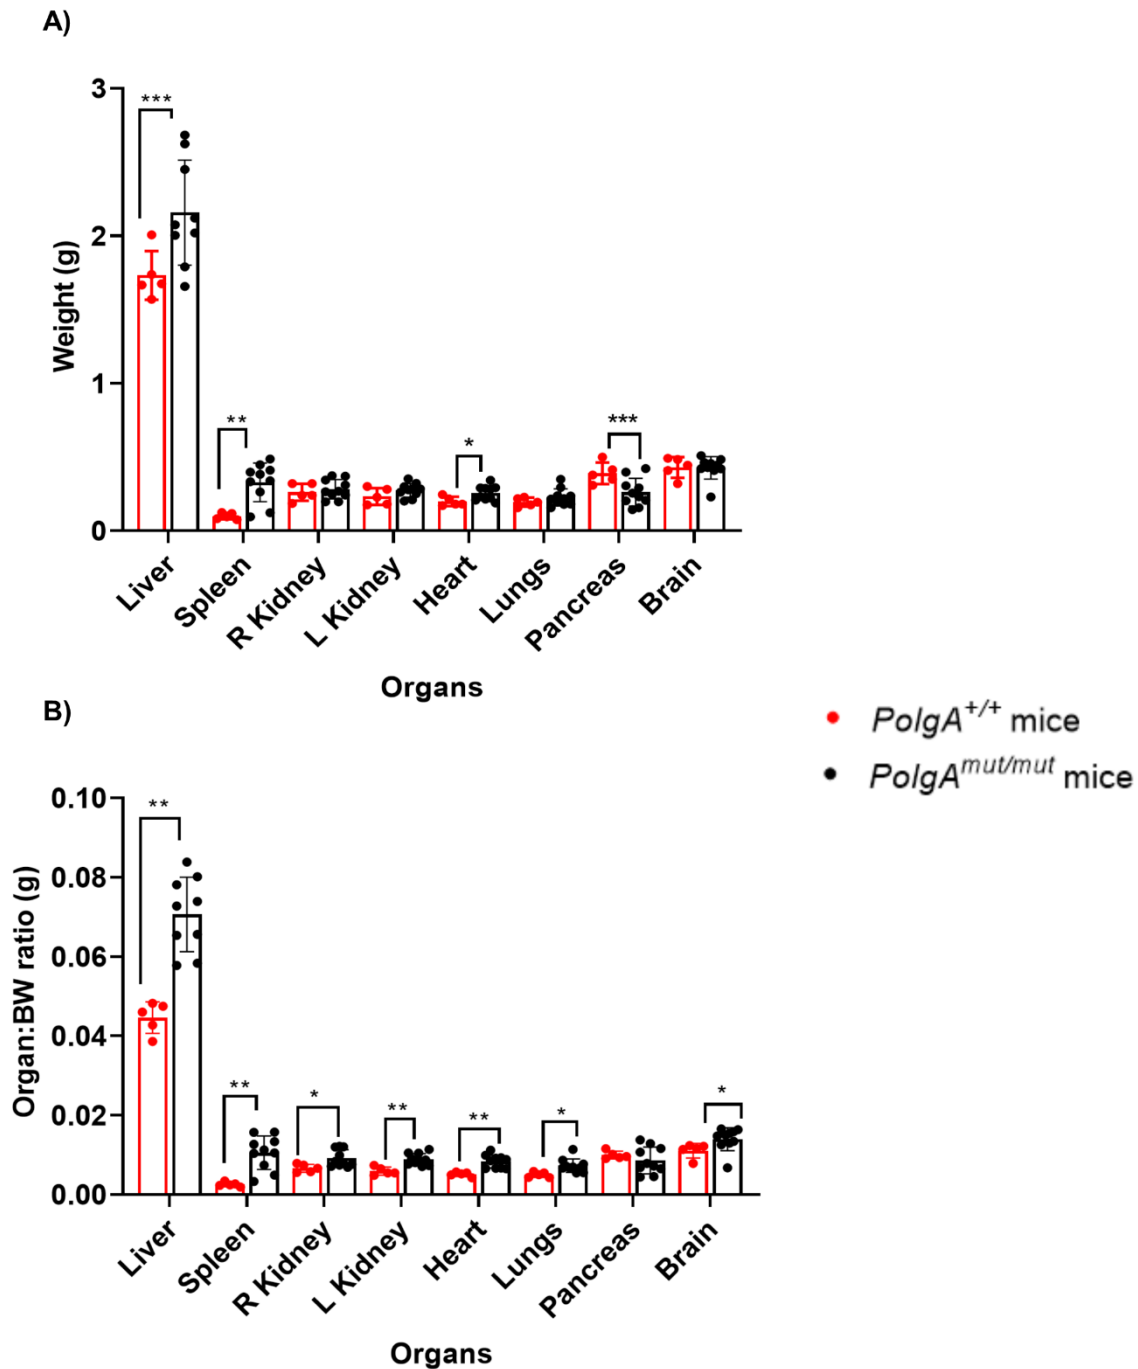 A)
3
2
1
0
Weight (g)
***
**
*
***
Liver
Spleen
R Kidney
L Kidney
Heart
Lungs
Pancreas
Brain
Organs
B)
PolgA+/+ mice
PolgAmut/mut mice
0.10
0.08
0.06
0.04
0.02
0.00
Organ:BW ratio (g)
**
**
*
**
**
*
*
Liver
Spleen
R Kidney
L Kidney
Heart
Lungs
Pancreas
Brain
Organs